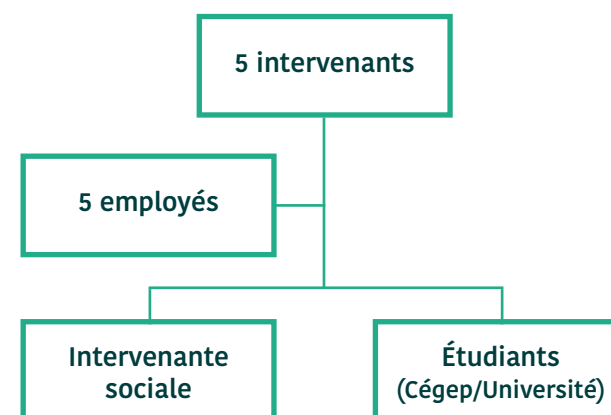 5 intervenants
5 employés
Intervenante
sociale
Étudiants
(Cégep/Université)